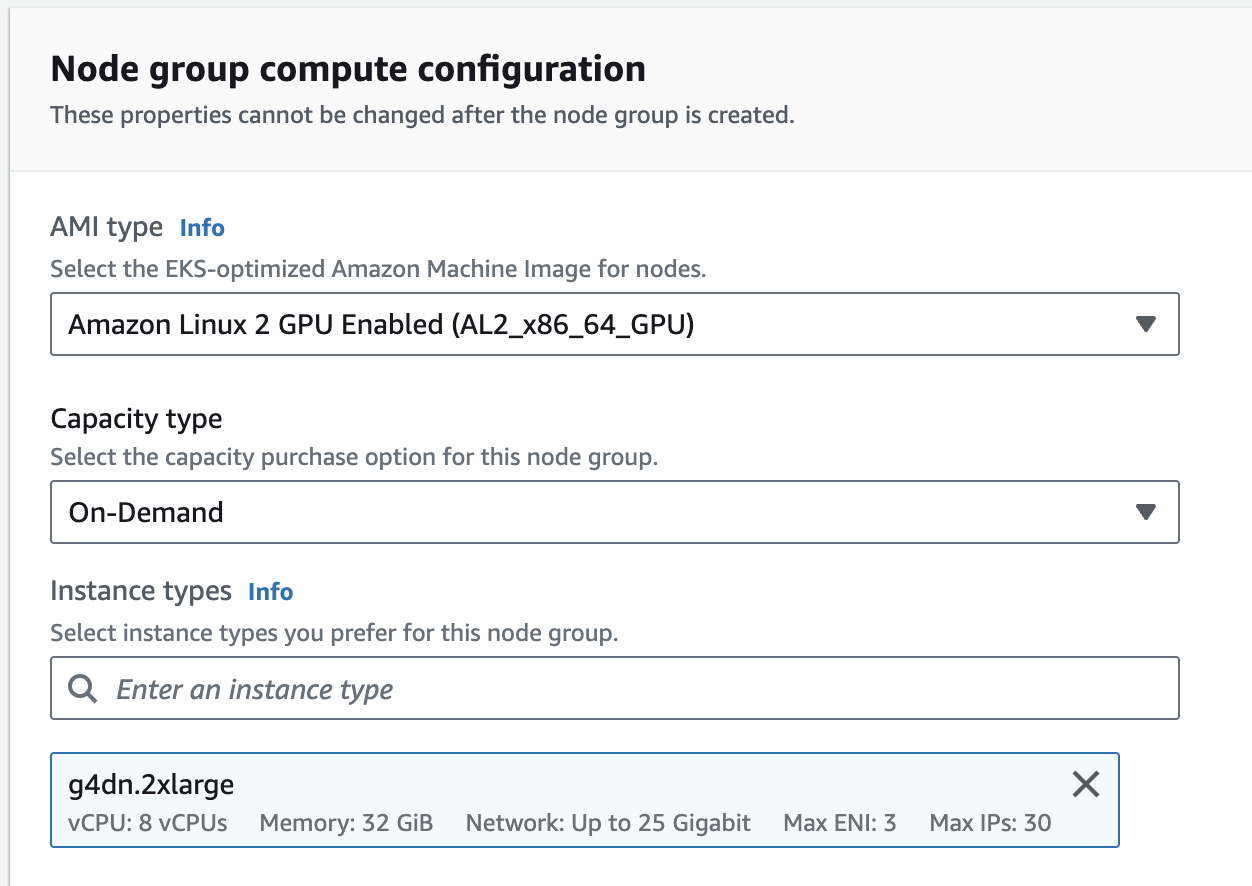 Node group compute configuration
These properties cannot be changed after the node group is created.
AMI type Info
Select the EKS-optimized Amazon Machine Image for nodes.
Amazon Linux 2 GPU Enabled (AL2_x86_64_GPU)
Capacity type
Select the capacity purchase option for this node group.
On-Demand
Instance types Info
Select instance types you prefer for this node group.
Enter an instance type
g4dn.2xlarge
vCPU: 8 vCPUs Memory: 32 GiB Network: Up to 25 Gigabit Max ENI: 3 Max IPs: 30